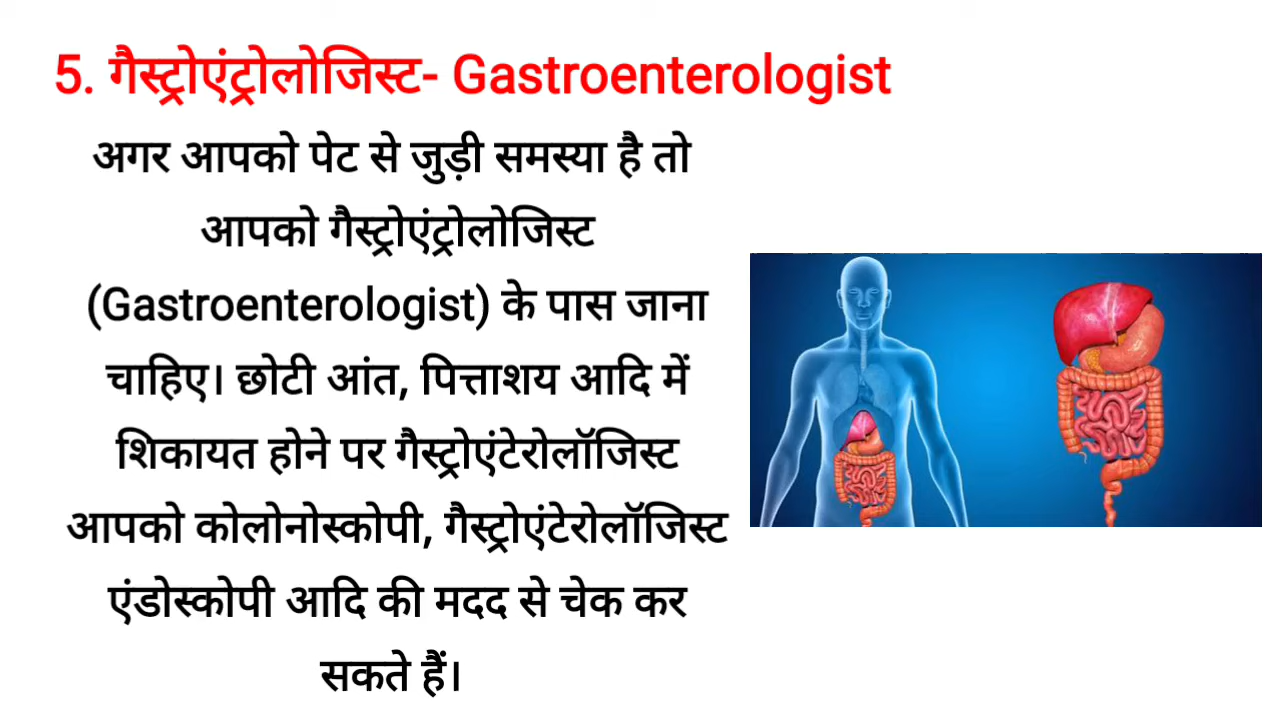 5. गैस्ट्रोएंट्रोलोजिस्ट- Gastroenterologist
अगर आपको पेट से जुड़ी समस्या है तो
आपको गैस्ट्रोएंट्रोलोजिस्ट
(Gastroenterologist) के पास जाना
चाहिए। छोटी आंत, पित्ताशय आदि में
शिकायत होने पर गैस्ट्रोएंटेरोलॉजिस्ट
आपको कोलोनोस्कोपी, गैस्ट्रोएंटेरोलॉजिस्ट
एंडोस्कोपी आदि की मदद से चेक कर
सकते हैं।